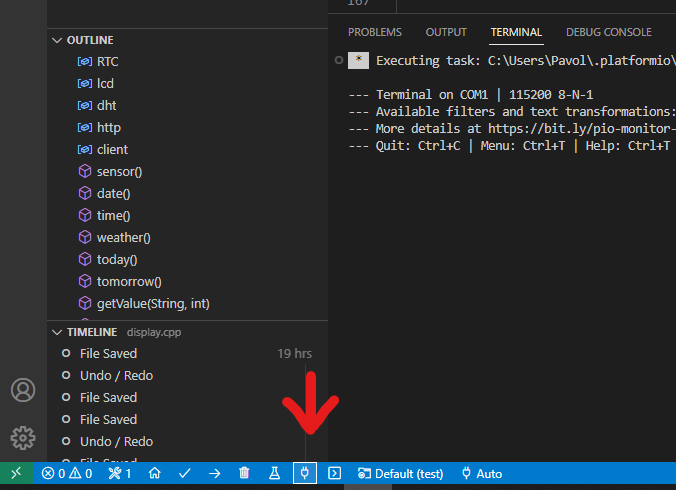 OUTLINE
RTC
lcd
dht
http
client
sensor()
date()
time()
weather()
today()
tomorrow()
getValue(String, int)
TIMELINE display.cpp
File Saved 19 hrs
Undo / Redo
File Saved
File Saved
Undo / Redo
File Saved
167
PROBLEMS OUTPUT TERMINAL DEBUG CONSOLE
* Executing task: C:\Users\Pavol\.platformio\
--- Terminal on COM1 | 115200 8-N-1
--- Available filters and text transformations:
--- More details at https://bit.ly/pio-monitor-
--- Quit: Ctrl+C | Menu: Ctrl+T | Help: Ctrl+T
0 0 1 Default (test) Auto